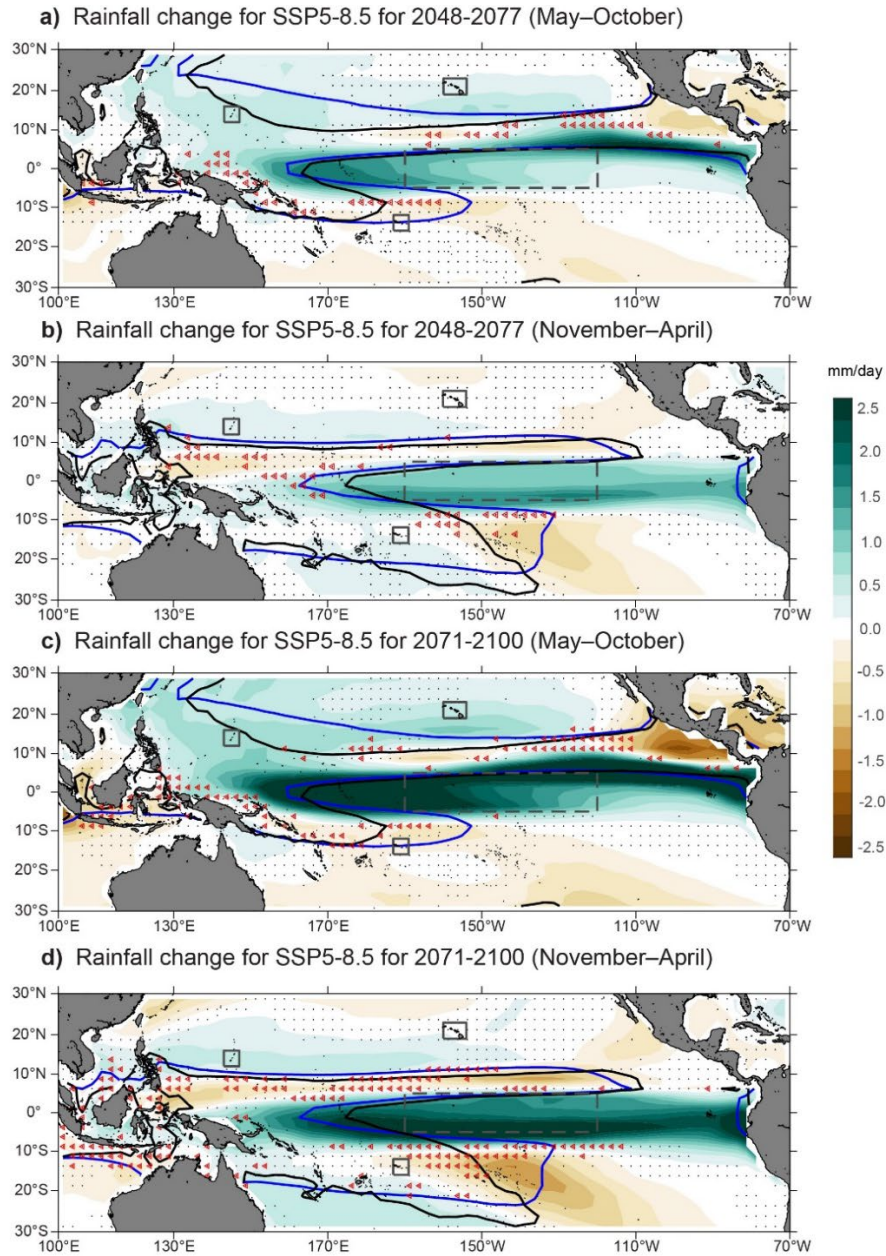 a) Rainfall change for SSP5-8.5 for 2048-2077 (May–October)
30°N
20°N
10°N
0°
10°S
20°S
30°S
100°E 130°E 170°E 150°W 110°W 70°W
b) Rainfall change for SSP5-8.5 for 2048-2077 (November–April)
30°N
20°N
10°N
0°
10°S
20°S
30°S
100°E 130°E 170°E 150°W 110°W 70°W
mm/day
2.5
2.0
1.5
1.0
0.5
0.0
-0.5
-1.0
-1.5
-2.0
-2.5
c) Rainfall change for SSP5-8.5 for 2071-2100 (May–October)
30°N
20°N
10°N
0°
10°S
20°S
30°S
100°E 130°E 170°E 150°W 110°W 70°W
d) Rainfall change for SSP5-8.5 for 2071-2100 (November–April)
30°N
20°N
10°N
0°
10°S
20°S
30°S
100°E 130°E 170°E 150°W 110°W 70°W